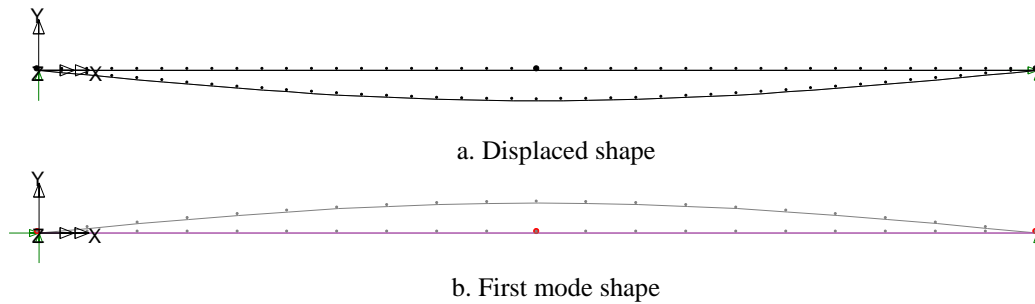 Y
Z X
a. Displaced shape
Y
Z X
b. First mode shape